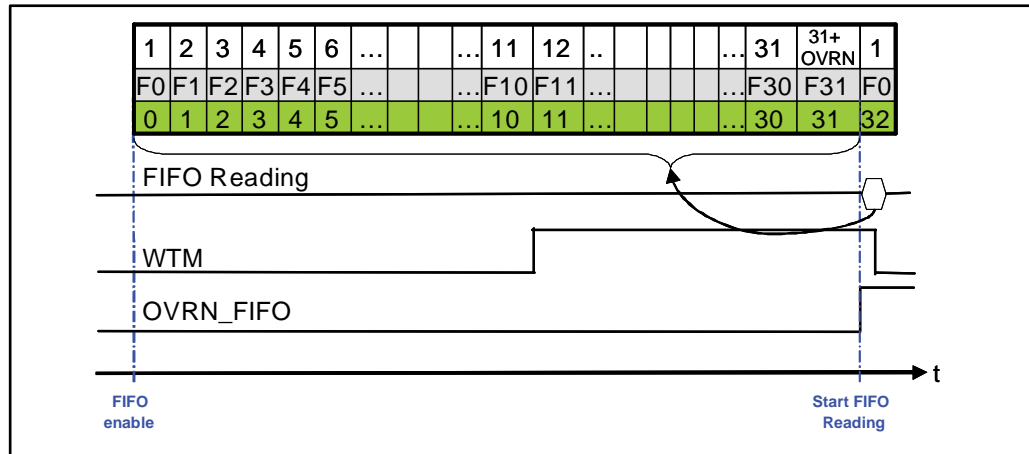 1 2 3 4 5 6 ... ... 11 12 .. ... 31 31+ OVRN 1
F0 F1 F2 F3 F4 F5 ... ... F10 F11 ... ... F30 F31 F0
0 1 2 3 4 5 ... ... 10 11 ... ... 30 31 32
FIFO Reading
WTM
OVRN_FIFO
t
FIFO
enable
Start FIFO
Reading